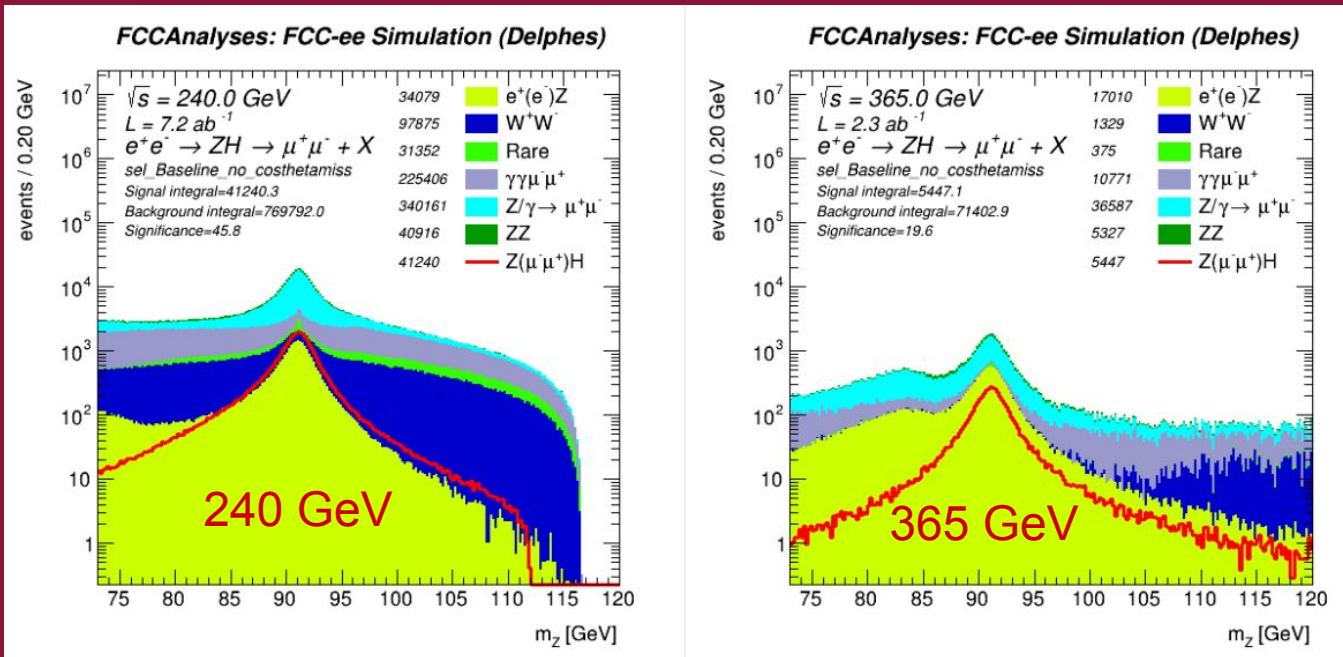 FCCAnalyses: FCC-ee Simulation (Delphes)
events / 0.20 GeV
10⁷
10⁶
10⁵
10⁴
10³
10²
10
1
√s = 240.0 GeV
L = 7.2 ab⁻¹
e⁺e⁻ → ZH → μ⁺μ⁻ + X
sel_Baseline_no_costhetamiss
Signal integral=41240.3
Background integral=769792.0
Significance=45.8
34079 e⁺(e⁻)Z
97875 W⁺W⁻
31352 Rare
225406 γγμ⁻μ⁺
340161 Z/γ→ μ⁺μ⁻
40916 ZZ
41240 Z(μ⁻μ⁺)H
240 GeV
75 80 85 90 95 100 105 110 115 120
m_Z [GeV]
FCCAnalyses: FCC-ee Simulation (Delphes)
events / 0.20 GeV
10⁷
10⁶
10⁵
10⁴
10³
10²
10
1
√s = 365.0 GeV
L = 2.3 ab⁻¹
e⁺e⁻ → ZH → μ⁺μ⁻ + X
sel_Baseline_no_costhetamiss
Signal integral=5447.1
Background integral=71402.9
Significance=19.6
17010 e⁺(e⁻)Z
1329 W⁺W⁻
375 Rare
10771 γγμ⁻μ⁺
36587 Z/γ→ μ⁺μ⁻
5327 ZZ
5447 Z(μ⁻μ⁺)H
365 GeV
75 80 85 90 95 100 105 110 115 120
m_Z [GeV]